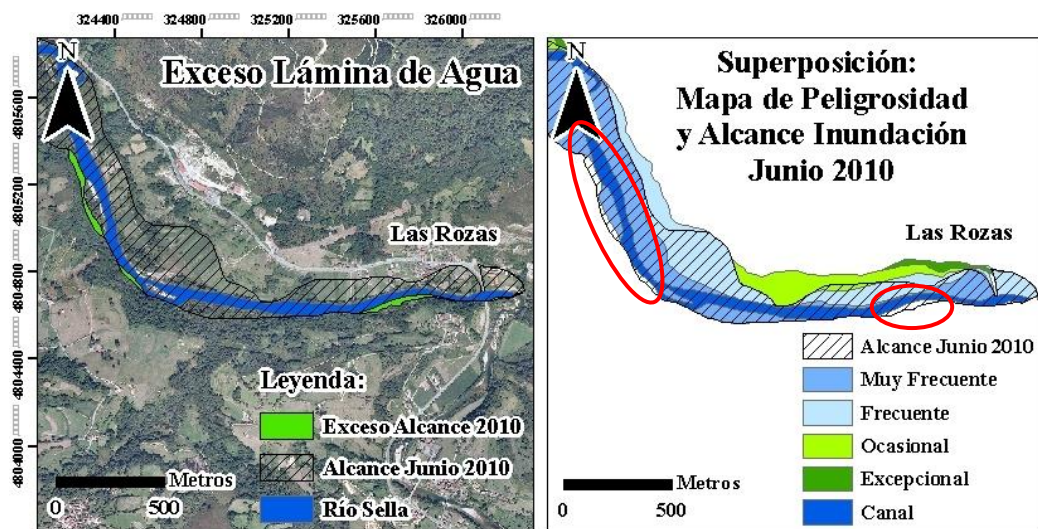 324400
324800
325200
325600
326000
4805600
4805200
4804800
4804400
4804000
N
Exceso Lámina de Agua
Las Rozas
Leyenda:
Exceso Alcance 2010
Alcance Junio 2010
Río Sella
Metros
0
500
N
Superposición:
Mapa de Peligrosidad
y Alcance Inundación
Junio 2010
Las Rozas
Alcance Junio 2010
Muy Frecuente
Frecuente
Ocasional
Excepcional
Canal
Metros
0
500